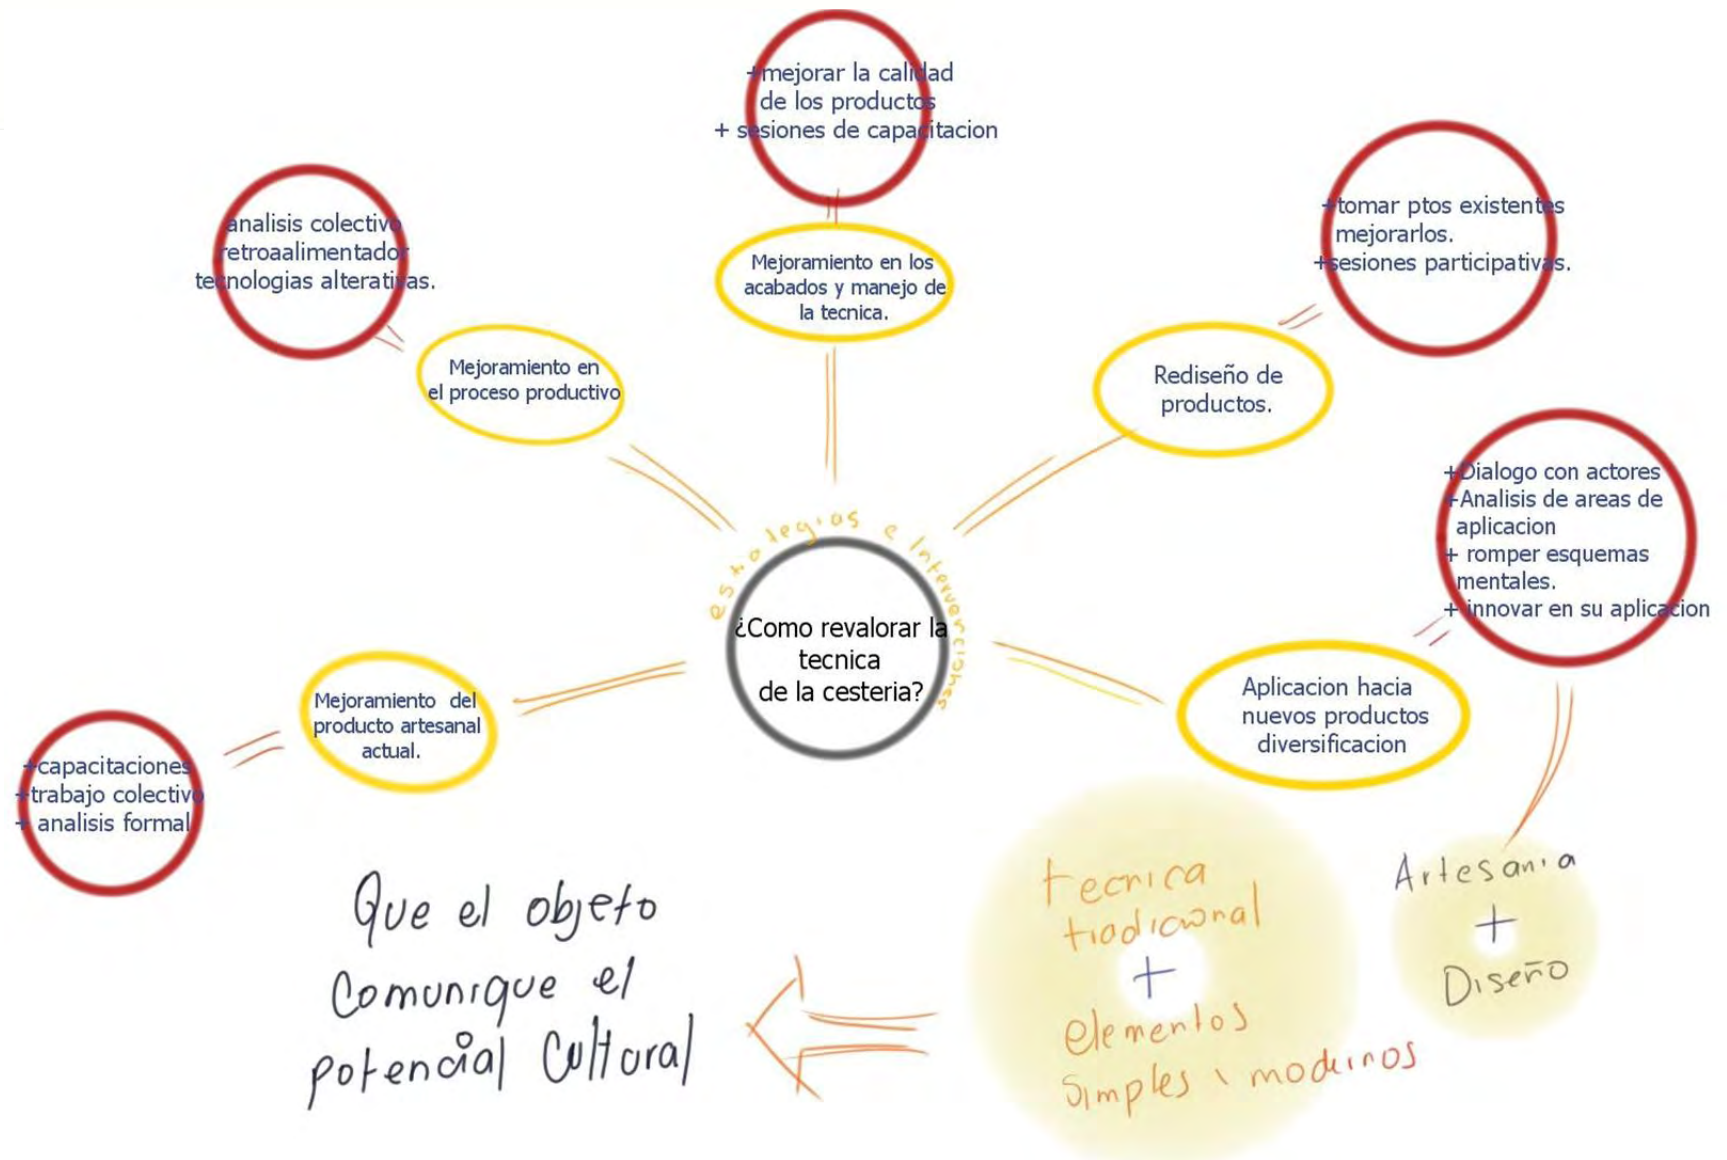 +mejorar la calidad
de los productos
+ sesiones de capacitacion
Mejoramiento en los
acabados y manejo de
la tecnica.
analisis colectivo
retroaalimentador
tecnologias alterativas.
Mejoramiento en
el proceso productivo
+tomar ptos existentes
mejorarlos.
+sesiones participativas.
Rediseño de
productos.
+Dialogo con actores
+Analisis de areas de
aplicacion
+ romper esquemas
mentales.
+ innovar en su aplicacion
Aplicacion hacia
nuevos productos
diversificacion
estrategias e Intervenciones
¿Como revalorar la
tecnica
de la cesteria?
Mejoramiento del
producto artesanal
actual.
+capacitaciones
+trabajo colectivo
+ analisis formal
Artesania
+
Diseño
tecnica
tradicional
+
elementos
simples y modernos
Que el objeto
comunique el
potencial cultural